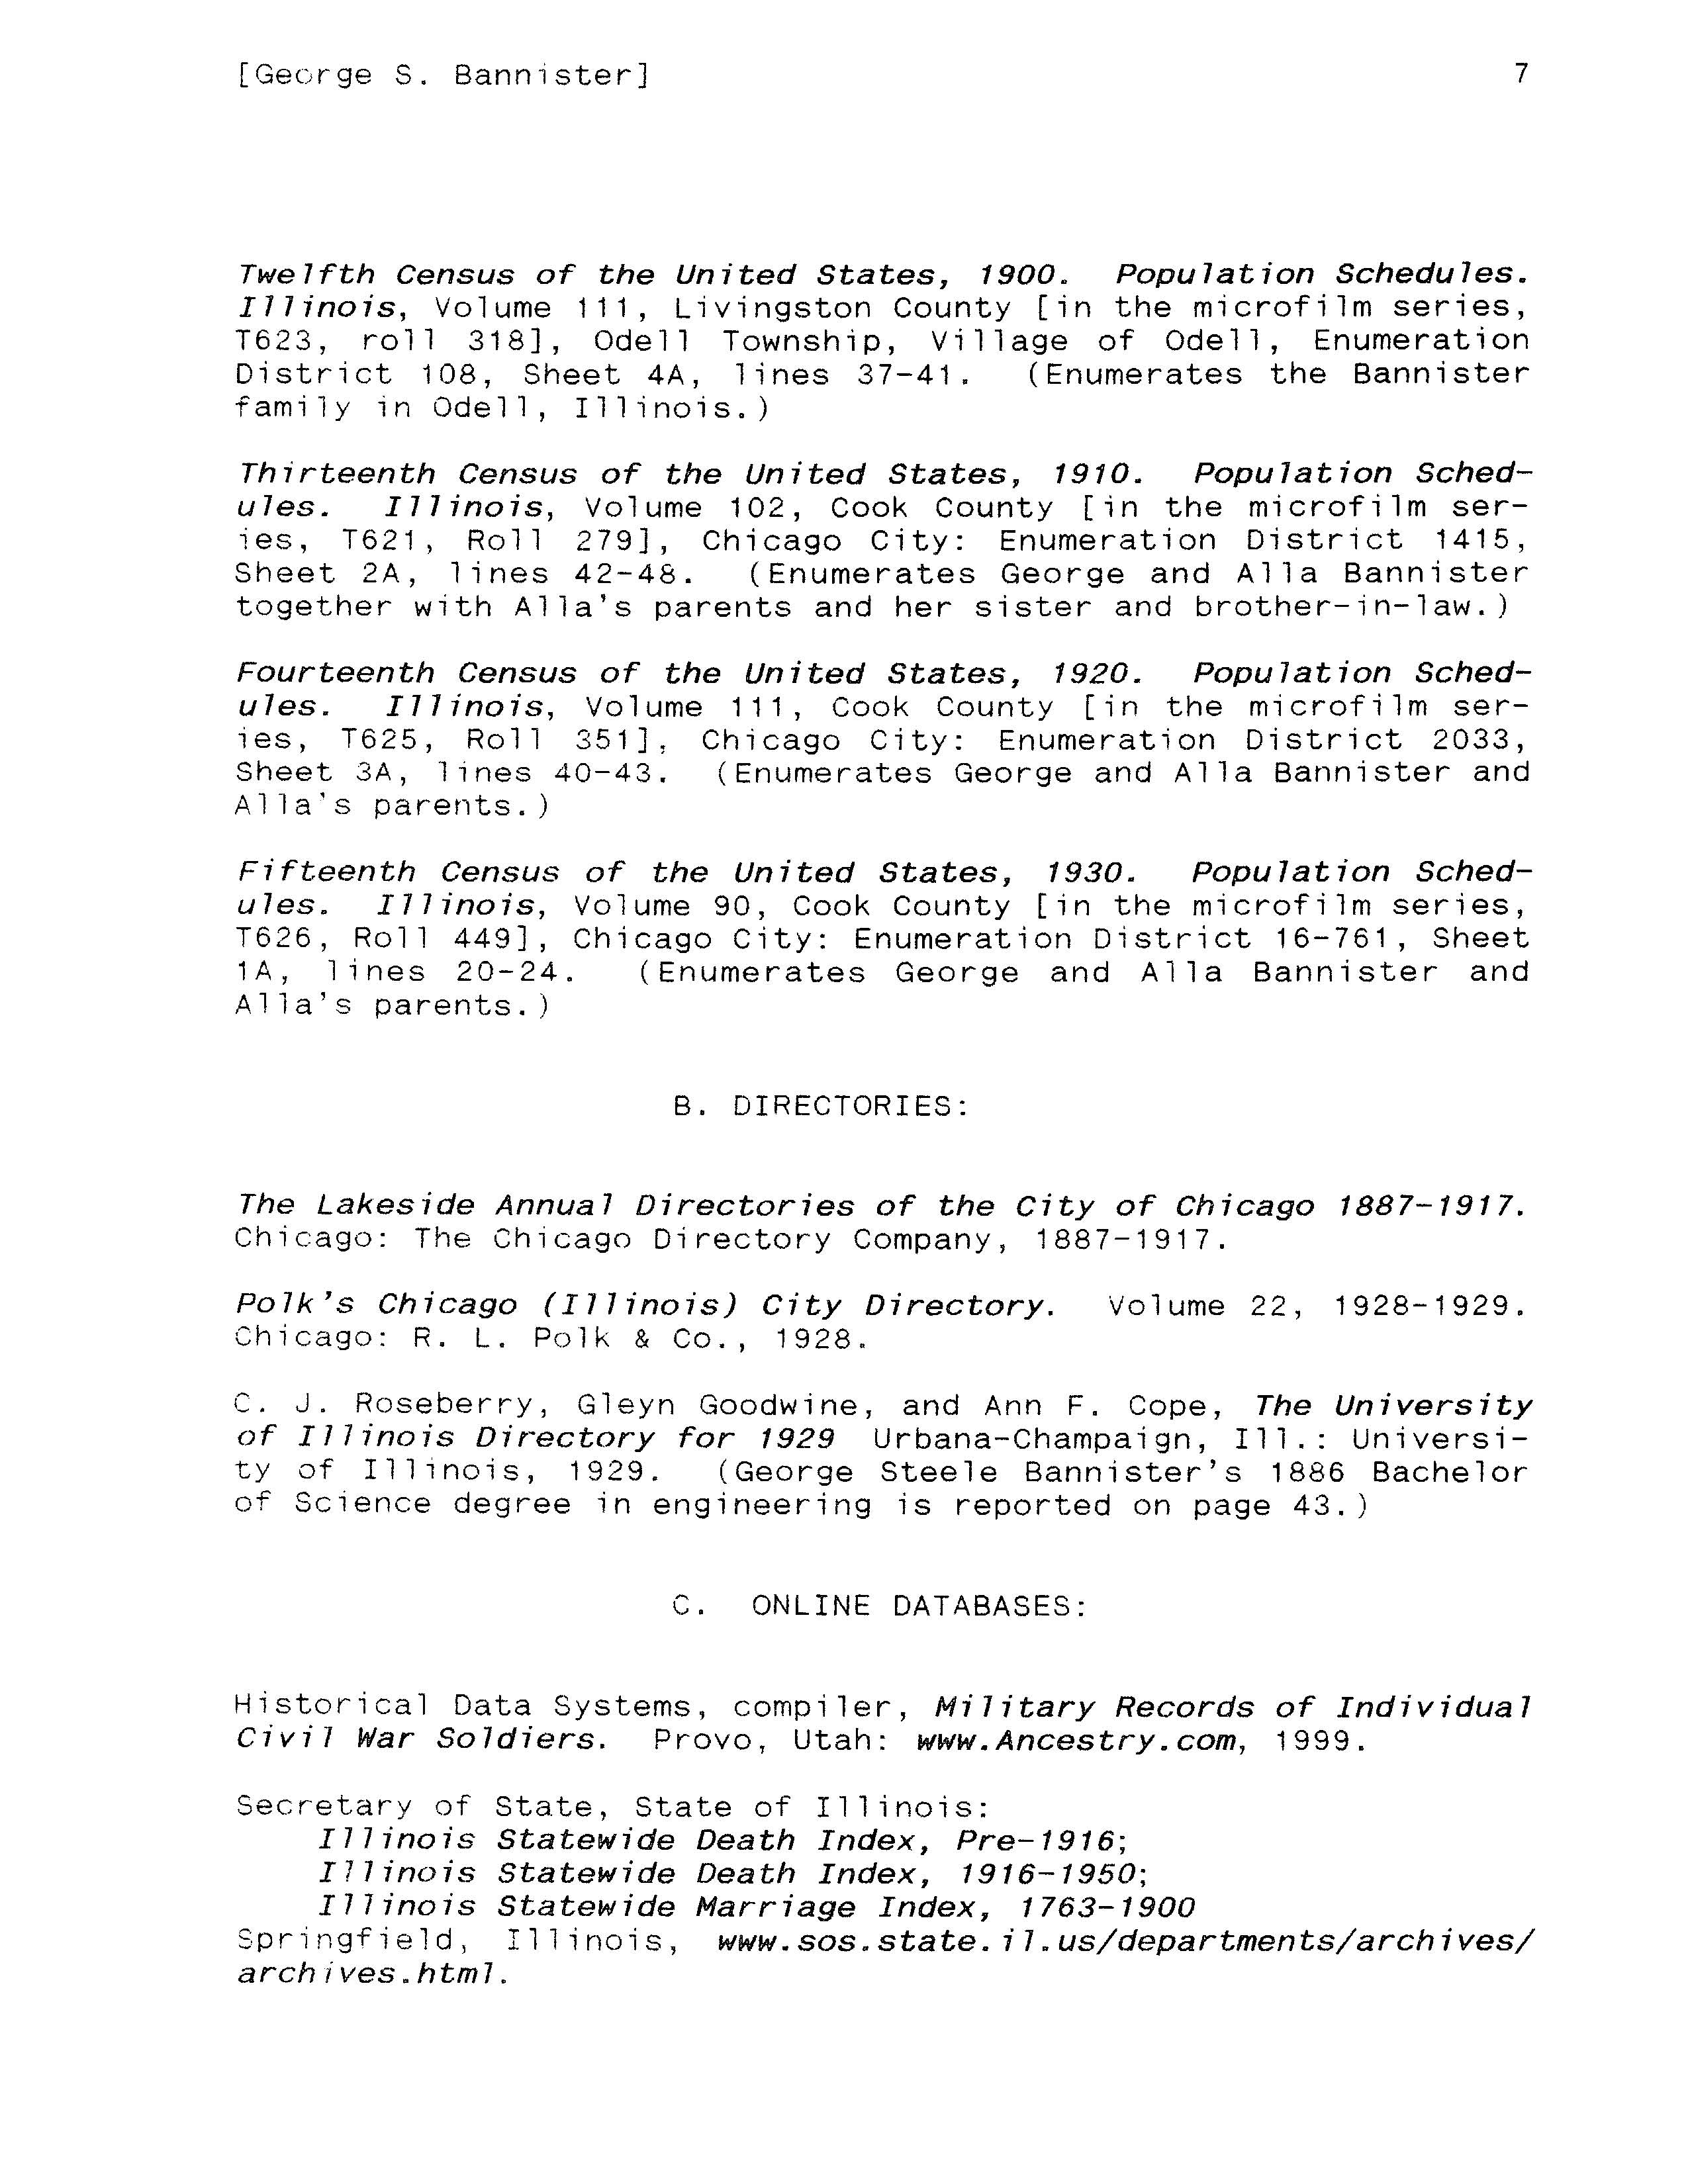 [George S. Bannister] 7
Twelfth Census of the United States, 1900. Population Schedules.
Illinois, Volume 111, Livingston County [in the microfilm series,
T623, roll 318], Odell Township, Village of Odell, Enumeration
District 108, Sheet 4A, lines 37-41. (Enumerates the Bannister
family in Odell, Illinois.)
Thirteenth Census of the United States, 1910. Population Sched-
ules. Illinois, Volume 102, Cook County [in the microfilm ser-
ies, T621, Roll 279], Chicago City: Enumeration District 1415,
Sheet 2A, lines 42-48. (Enumerates George and Alla Bannister
together with Alla's parents and her sister and brother-in-law.)
Fourteenth Census of the United States, 1920. Population Sched-
ules. Illinois, Volume 111, Cook County [in the microfilm ser-
ies, T625, Roll 351], Chicago City: Enumeration District 2033,
Sheet 3A, lines 40-43. (Enumerates George and Alla Bannister and
Alla's parents.)
Fifteenth Census of the United States, 1930. Population Sched-
ules. Illinois, Volume 90, Cook County [in the microfilm series,
T626, Roll 449], Chicago City: Enumeration District 16-761, Sheet
1A, lines 20-24. (Enumerates George and Alla Bannister and
Alla's parents.)
B. DIRECTORIES:
The Lakeside Annual Directories of the City of Chicago 1887-1917.
Chicago: The Chicago Directory Company, 1887-1917.
Polk's Chicago (Illinois) City Directory. Volume 22, 1928-1929.
Chicago: R. L. Polk & Co., 1928.
C. J. Roseberry, Gleyn Goodwine, and Ann F. Cope, The University
of Illinois Directory for 1929 Urbana-Champaign, Ill.: Universi-
ty of Illinois, 1929. (George Steele Bannister's 1886 Bachelor
of Science degree in engineering is reported on page 43.)
C. ONLINE DATABASES:
Historical Data Systems, compiler, Military Records of Individual
Civil War Soldiers. Provo, Utah: www.Ancestry.com, 1999.
Secretary of State, State of Illinois:
Illinois Statewide Death Index, Pre-1916;
Illinois Statewide Death Index, 1916-1950;
Illinois Statewide Marriage Index, 1763-1900
Springfield, Illinois, www.sos.state.il.us/departments/archives/
archives.html.